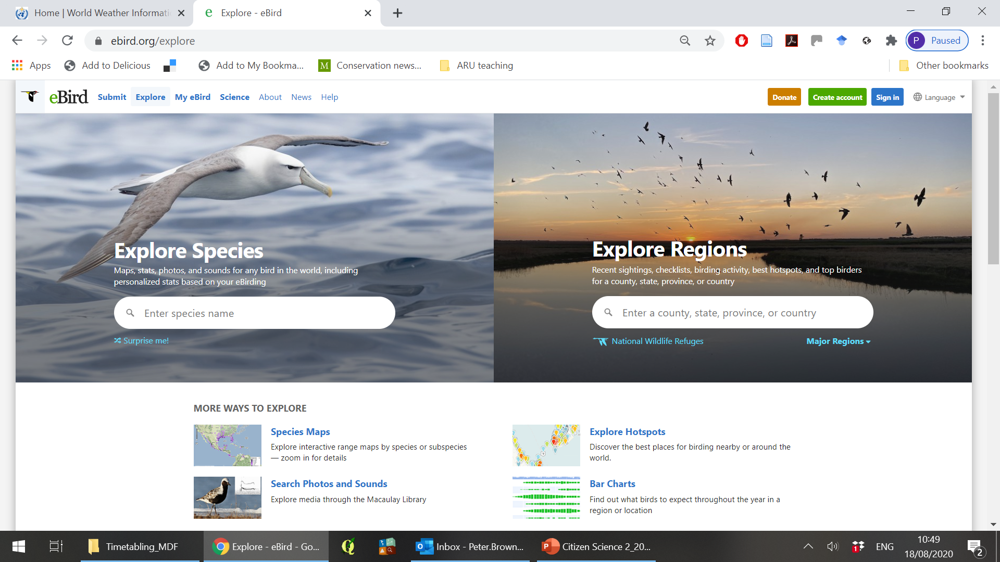 Home | World Weather Informati
Explore - eBird
ebird.org/explore
P Paused
Apps
Add to Delicious
Add to My Bookma...
M Conservation news...
ARU teaching
Other bookmarks
eBird
Submit
Explore
My eBird
Science
About
News
Help
Donate
Create account
Sign in
Language
Explore Species
Maps, stats, photos, and sounds for any bird in the world, including
personalized stats based on your eBirding
Enter species name
Surprise me!
Explore Regions
Recent sightings, checklists, birding activity, best hotspots, and top birders
for a county, state, province, or country
Enter a county, state, province, or country
National Wildlife Refuges
Major Regions
MORE WAYS TO EXPLORE
Species Maps
Explore interactive range maps by species or subspecies
— zoom in for details
Explore Hotspots
Discover the best places for birding nearby or around the
world.
Search Photos and Sounds
Explore media through the Macaulay Library
Bar Charts
Find out what birds to expect throughout the year in a
region or location
Timetabling_MDF
Explore - eBird - Go...
Inbox - Peter.Brown...
Citizen Science 2_20...
1
ENG
10:49
18/08/2020
2